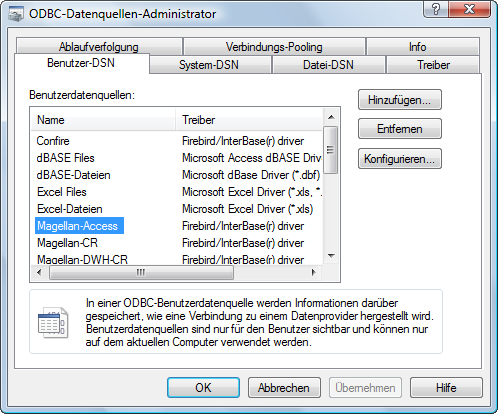 ODBC-Datenquellen-Administrator
Ablaufverfolgung Verbindungs-Pooling Info
Benutzer-DSN System-DSN Datei-DSN Treiber
Benutzerdatenquellen:
Name Treiber
Confire Firebird/InterBase(r) driver
dBASE Files Microsoft Access dBASE Driv
dBASE-Dateien Microsoft dBase Driver (*.dbf)
Excel Files Microsoft Excel Driver (*.xls, *.
Excel-Dateien Microsoft Excel Driver (*.xls)
Magellan-Access Firebird/InterBase(r) driver
Magellan-CR Firebird/InterBase(r) driver
Magellan-DWH-CR Firebird/InterBase(r) driver
Hinzufügen...
Entfernen
Konfigurieren...
In einer ODBC-Benutzerdatenquelle werden Informationen darüber
gespeichert, wie eine Verbindung zu einem Datenprovider hergestellt wird.
Benutzerdatenquellen sind nur für den Benutzer sichtbar und können nur
auf dem aktuellen Computer verwendet werden.
OK Abbrechen Übernehmen Hilfe